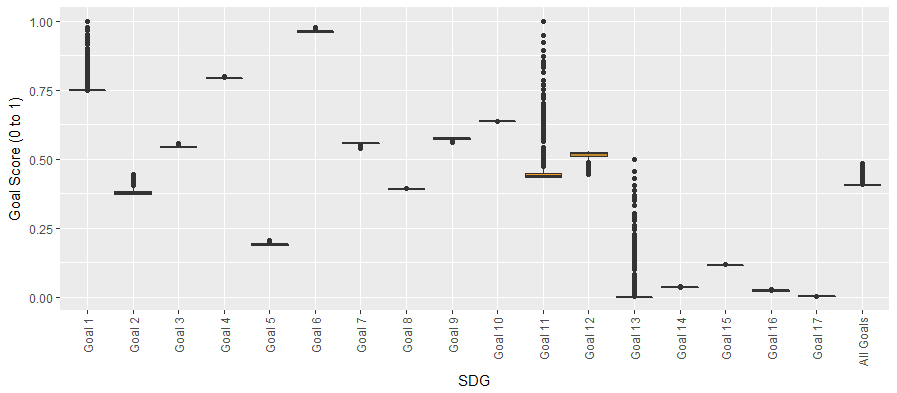 1.00
0.75
0.50
0.25
0.00
Goal Score (0 to 1)
Goal 1
Goal 2
Goal 3
Goal 4
Goal 5
Goal 6
Goal 7
Goal 8
Goal 9
Goal 10
Goal 11
Goal 12
Goal 13
Goal 14
Goal 15
Goal 16
Goal 17
All Goals
SDG